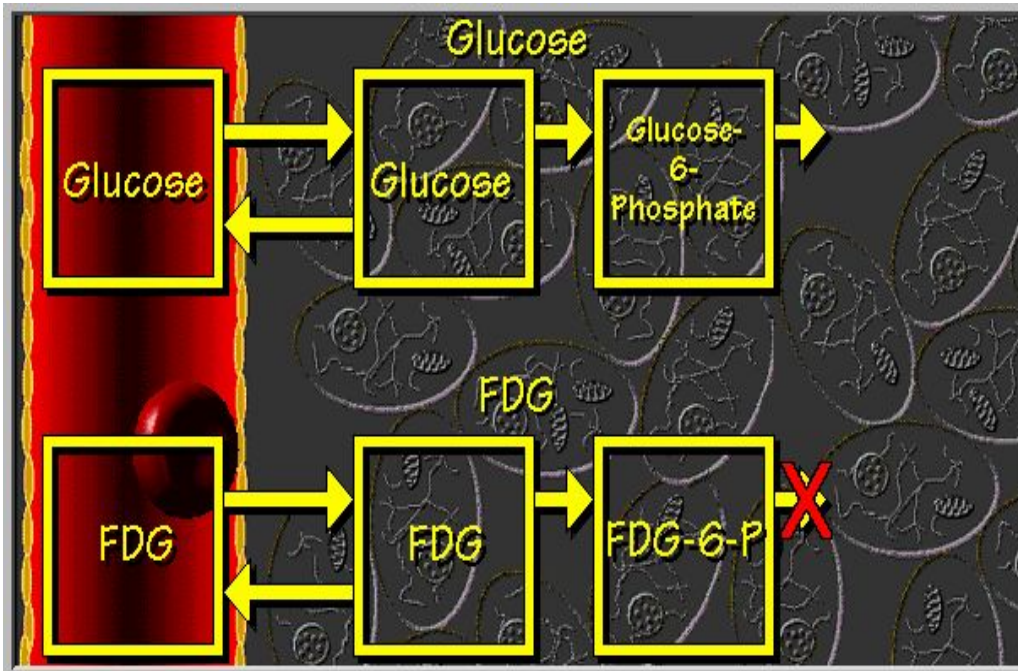 Glucose
Glucose
Glucose
Glucose-
6-
Phosphate
FDG
FDG
FDG
FDG-6-P
X